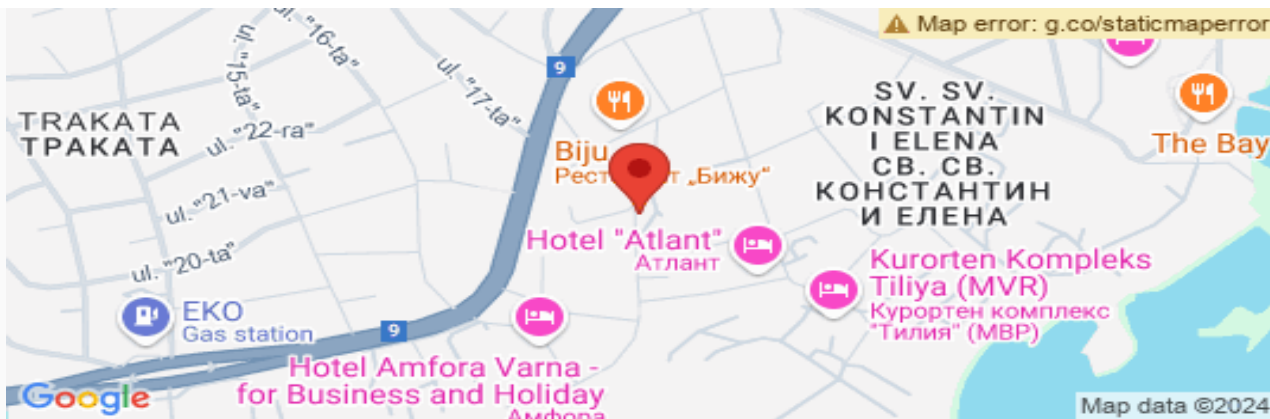 Map error: g.co/staticmaperror
ul. "15-ta"
ul. "16-ta"
ul. "17-ta"
9
TRAKATA
ТРАКАТА
ul. "22-ra"
ul. "21-va"
ul. "20-ta"
Biju
Ресторант „Бижу“
SV. SV.
KONSTANTIN
I ELENA
СВ. СВ.
КОНСТАНТИН
И ЕЛЕНА
The Bay
Hotel "Atlant"
Атлант
Kurorten Kompleks
Tiliya (MVR)
Курортен комплекс
"Тилия" (МВР)
EKO
Gas station
9
Hotel Amfora Varna -
for Business and Holiday
Амфора
Google
Map data ©2024